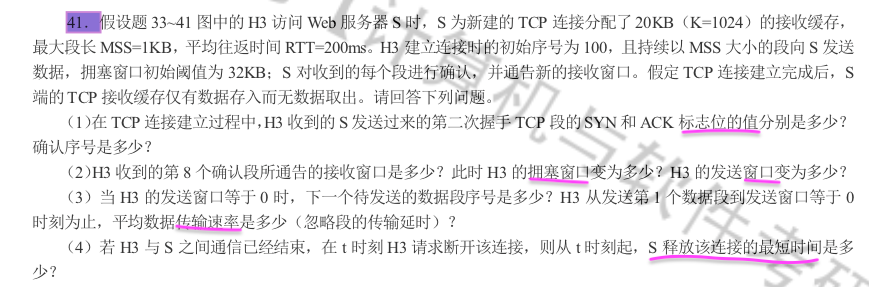 41. 假设题 33~41 图中的 H3 访问 Web 服务器 S 时，S 为新建的 TCP 连接分配了 20KB（K=1024）的接收缓存，
最大段长 MSS=1KB，平均往返时间 RTT=200ms。H3 建立连接时的初始序号为 100，且持续以 MSS 大小的段向 S 发送
数据，拥塞窗口初始阈值为 32KB；S 对收到的每个段进行确认，并通告新的接收窗口。假定 TCP 连接建立完成后，S
端的 TCP 接收缓存仅有数据存入而无数据取出。请回答下列问题。
（1）在 TCP 连接建立过程中，H3 收到的 S 发送过来的第二次握手 TCP 段的 SYN 和 ACK 标志位的值分别是多少？
确认序号是多少？
（2）H3 收到的第 8 个确认段所通告的接收窗口是多少？此时 H3 的拥塞窗口变为多少？H3 的发送窗口变为多少？
（3）当 H3 的发送窗口等于 0 时，下一个待发送的数据段序号是多少？H3 从发送第 1 个数据段到发送窗口等于 0
时刻为止，平均数据传输速率是多少（忽略段的传输延时）？
（4）若 H3 与 S 之间通信已经结束，在 t 时刻 H3 请求断开该连接，则从 t 时刻起，S 释放该连接的最短时间是多
少？
计算机与软件考研